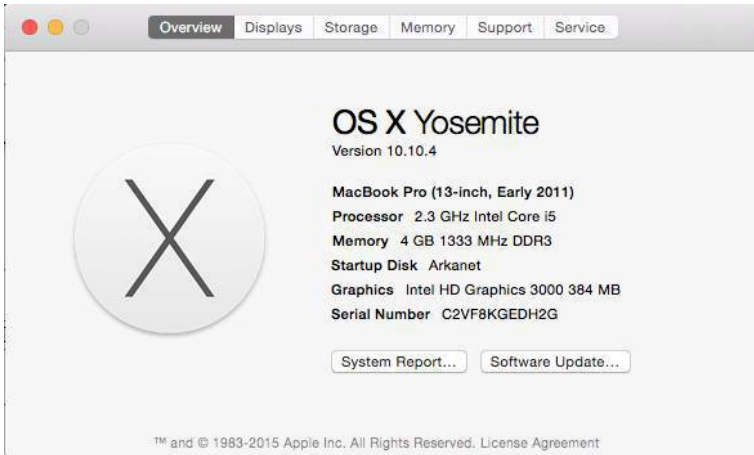 Overview Displays Storage Memory Support Service
OS X Yosemite
Version 10.10.4
MacBook Pro (13-inch, Early 2011)
Processor 2.3 GHz Intel Core i5
Memory 4 GB 1333 MHz DDR3
Startup Disk Arkanet
Graphics Intel HD Graphics 3000 384 MB
Serial Number C2VF8KGEDH2G
System Report... Software Update...
™ and © 1983-2015 Apple Inc. All Rights Reserved. License Agreement